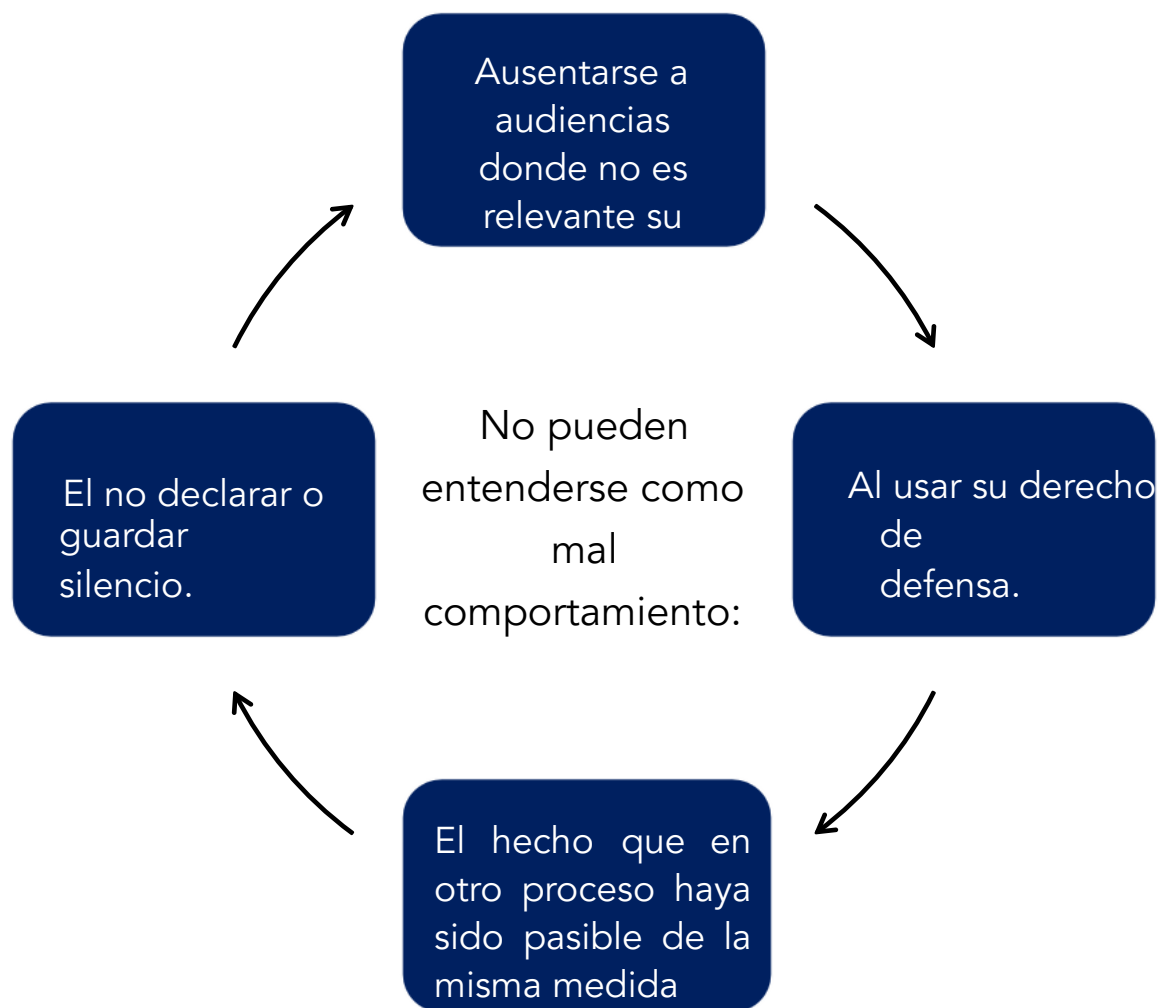 Ausentarse a
audiencias
donde no es
relevante su
No pueden
entenderse como
mal
comportamiento:
Al usar su derecho
de
defensa.
El hecho que en
otro proceso haya
sido pasible de la
misma medida
El no declarar o
guardar
silencio.